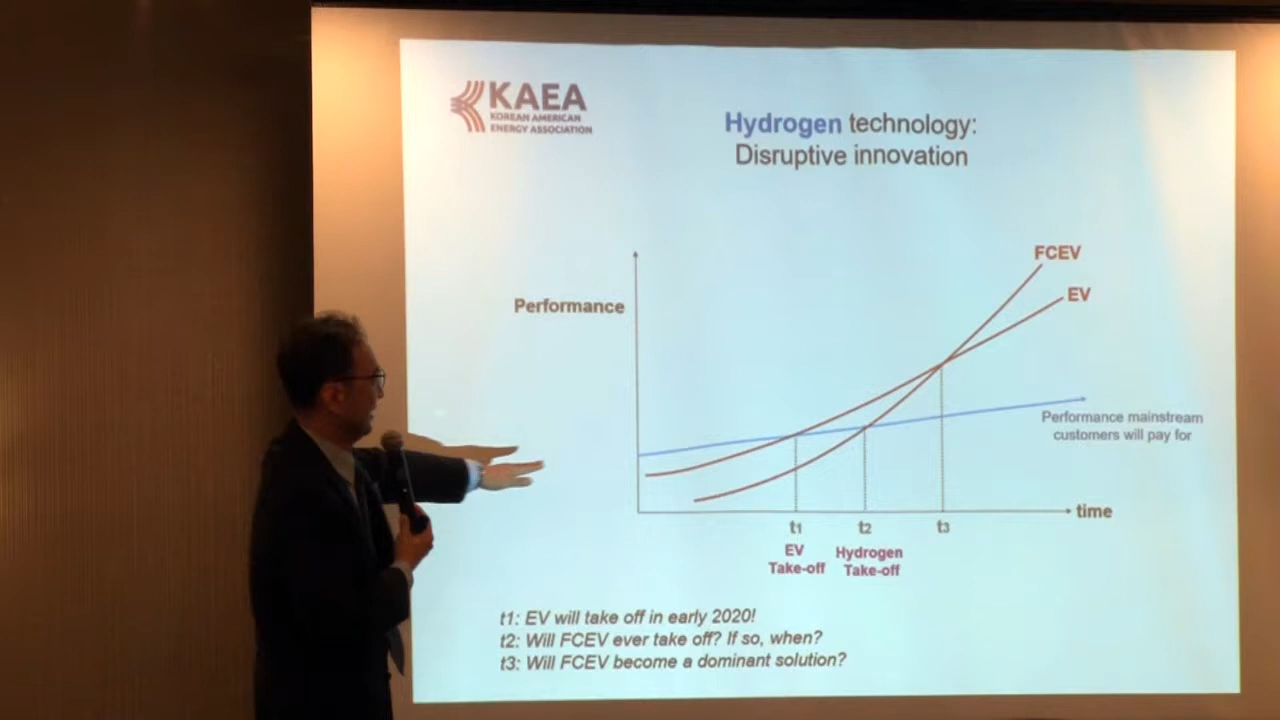 KAEA
KOREAN AMERICAN
ENERGY ASSOCIATION
Hydrogen technology:
Disruptive innovation
FCEV
EV
Performance
Performance mainstream
customers will pay for
time
t1
t2
t3
EV
Take-off
Hydrogen
Take-off
t1: EV will take off in early 2020!
t2: Will FCEV ever take off? If so, when?
t3: Will FCEV become a dominant solution?